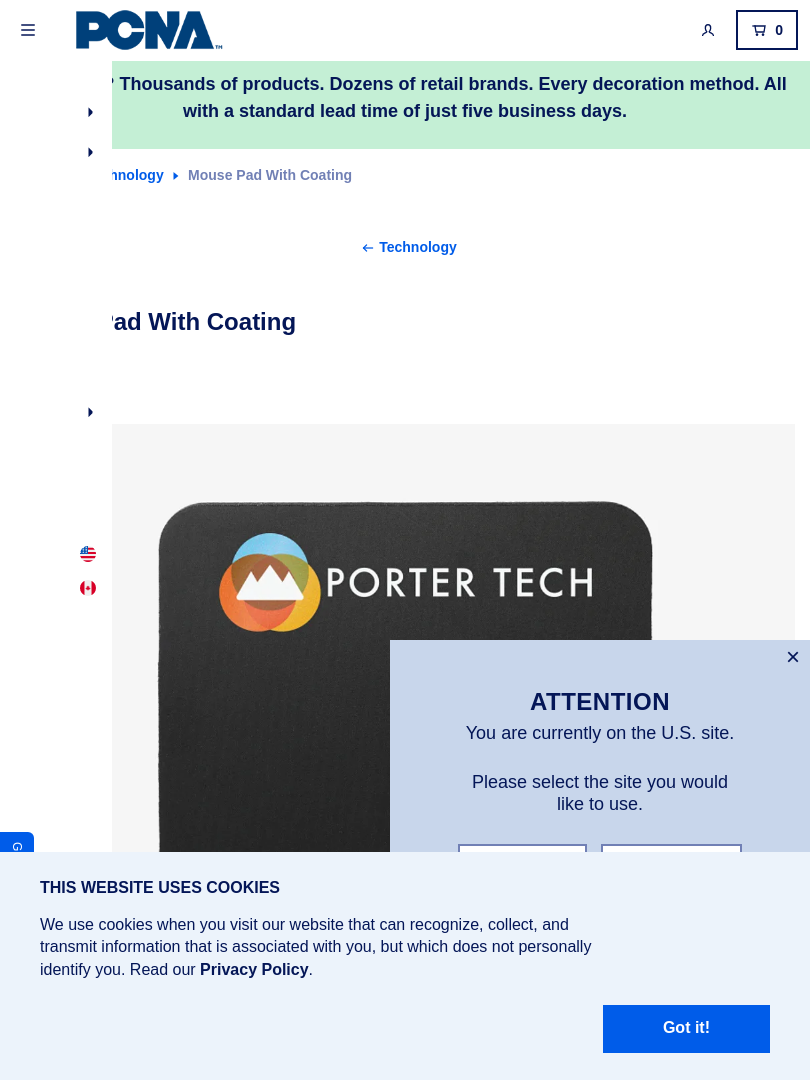 PCNA™
0
? Thousands of products. Dozens of retail brands. Every decoration method. All
with a standard lead time of just five business days.
hnology
Mouse Pad With Coating
Technology
Pad With Coating
PORTER TECH
ATTENTION
You are currently on the U.S. site.
Please select the site you would
like to use.
G
THIS WEBSITE USES COOKIES
We use cookies when you visit our website that can recognize, collect, and
transmit information that is associated with you, but which does not personally
identify you. Read our Privacy Policy.
Got it!